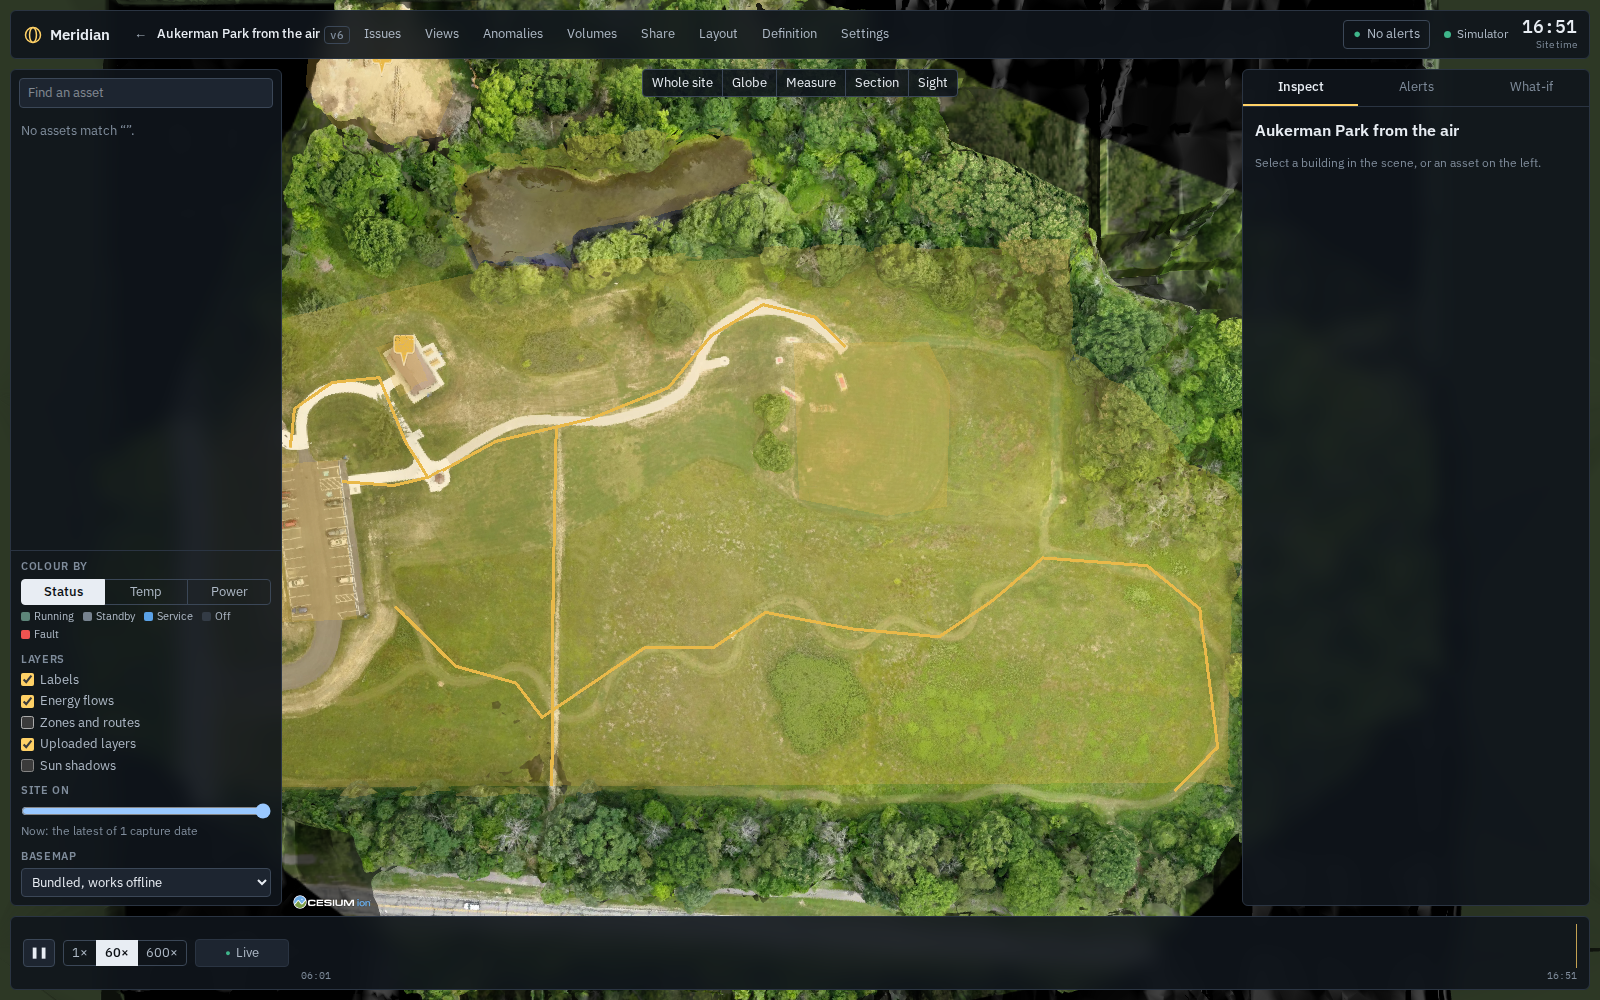 Meridian
← Aukerman Park from the air v6
Issues
Views
Anomalies
Volumes
Share
Layout
Definition
Settings
No alerts
Simulator
16:51
Site time
Find an asset
No assets match “”.
Whole site
Globe
Measure
Section
Sight
Inspect
Alerts
What-if
Aukerman Park from the air
Select a building in the scene, or an asset on the left.
COLOUR BY
Status
Temp
Power
Running
Standby
Service
Off
Fault
LAYERS
Labels
Energy flows
Zones and routes
Uploaded layers
Sun shadows
SITE ON
Now: the latest of 1 capture date
BASEMAP
Bundled, works offline
CESIUM ion
1×
60×
600×
Live
06:01
16:51